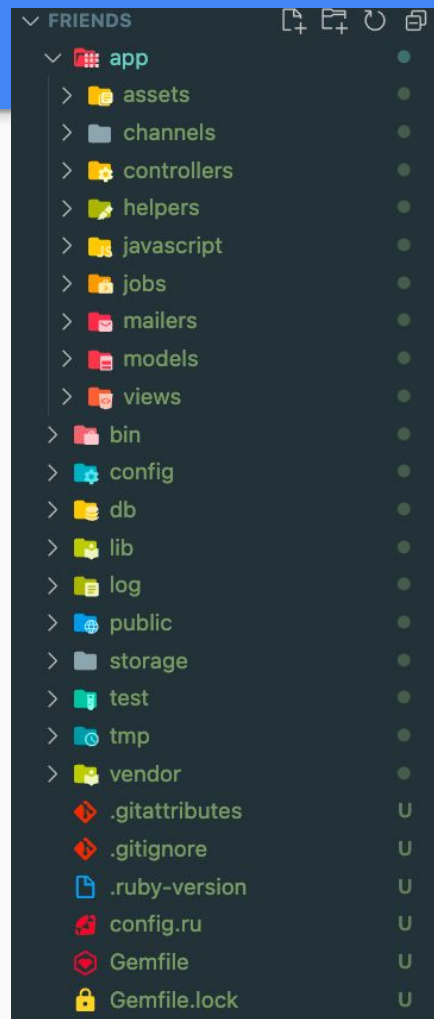 FRIENDS
app
assets
channels
controllers
helpers
javascript
jobs
mailers
models
views
bin
config
db
lib
log
public
storage
test
tmp
vendor
.gitattributes U
.gitignore U
.ruby-version U
config.ru U
Gemfile U
Gemfile.lock U